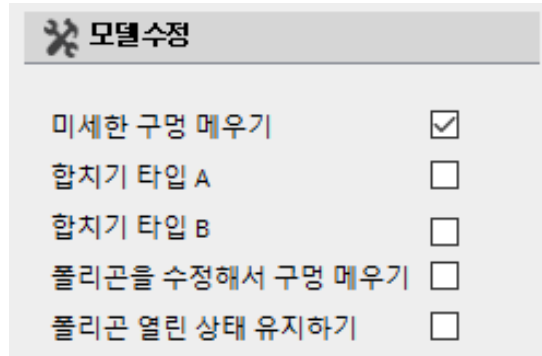 모델 수정
미세한 구멍 메우기
합치기 타입 A
합치기 타입 B
폴리곤을 수정해서 구멍 메우기
폴리곤 열린 상태 유지하기